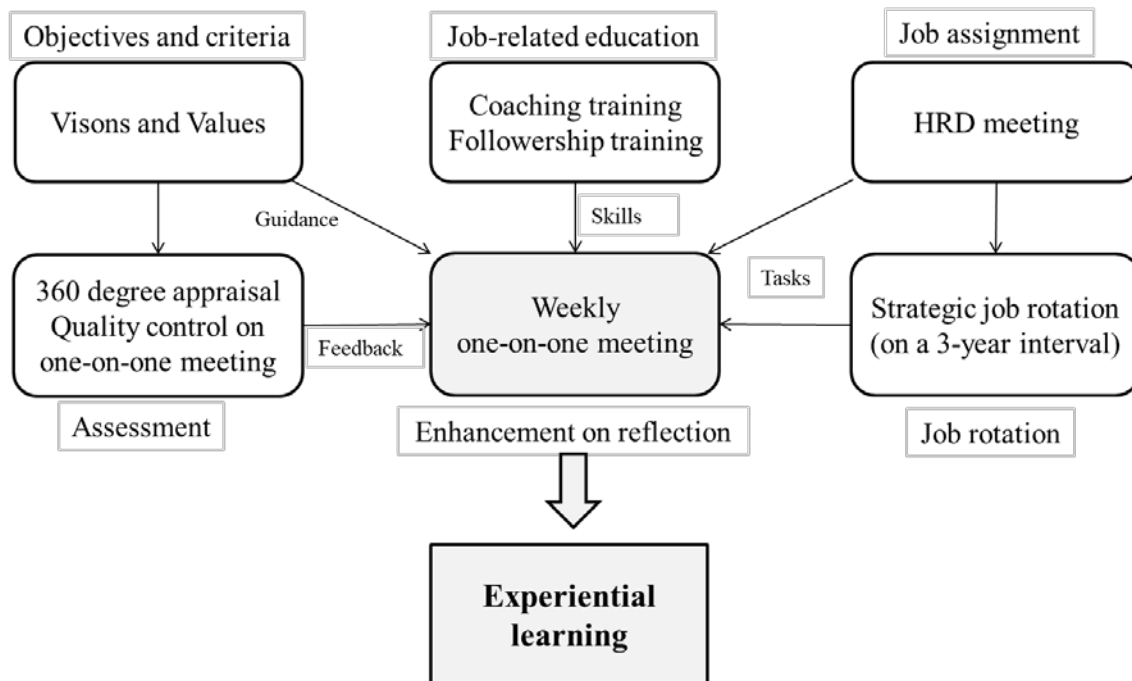 Objectives and criteria
Job-related education
Job assignment
Visons and Values
Coaching training
Followership training
HRD meeting
Guidance
Skills
360 degree appraisal
Quality control on
one-on-one meeting
Feedback
Weekly
one-on-one meeting
Tasks
Strategic job rotation
(on a 3-year interval)
Assessment
Enhancement on reflection
Job rotation
Experiential
learning